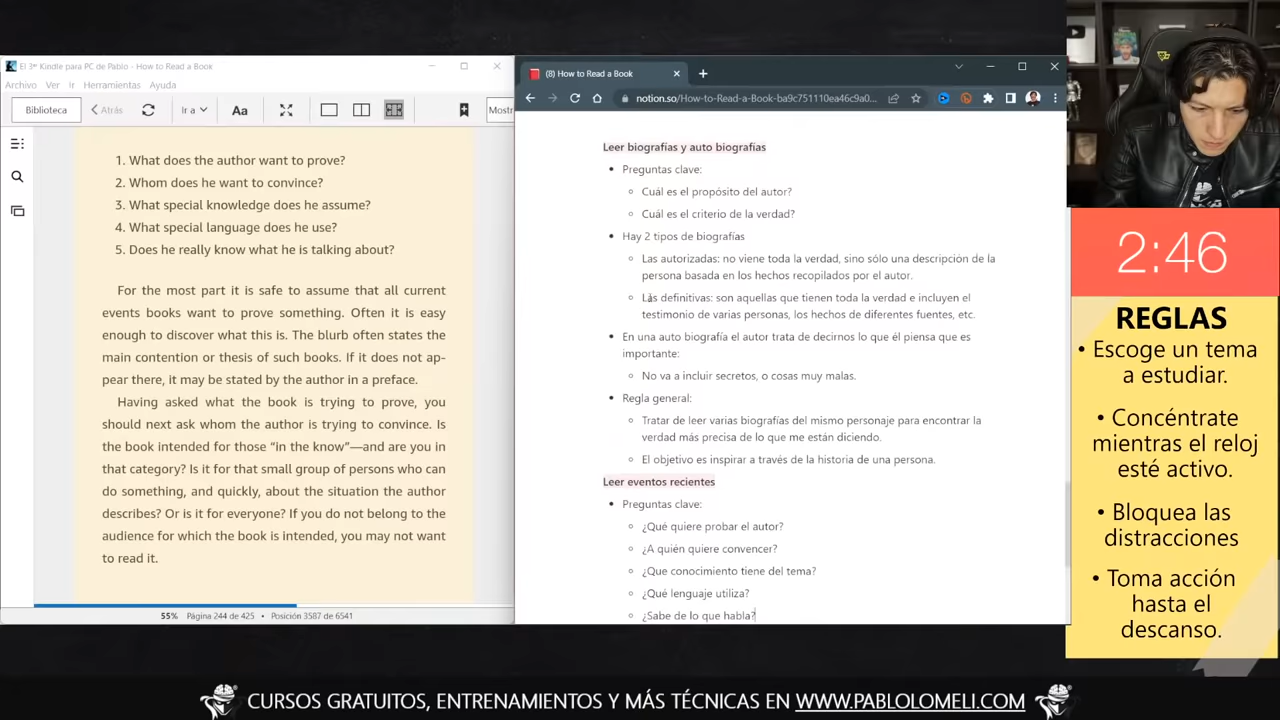 El 3er Kindle para PC de Pablo - How to Read a Book
Archivo Ver Ir Herramientas Ayuda
Biblioteca Atrás Ir a Aa Mostr
1. What does the author want to prove?
2. Whom does he want to convince?
3. What special knowledge does he assume?
4. What special language does he use?
5. Does he really know what he is talking about?
For the most part it is safe to assume that all current
events books want to prove something. Often it is easy
enough to discover what this is. The blurb often states the
main contention or thesis of such books. If it does not ap-
pear there, it may be stated by the author in a preface.
Having asked what the book is trying to prove, you
should next ask whom the author is trying to convince. Is
the book intended for those “in the know”—and are you in
that category? Is it for that small group of persons who can
do something, and quickly, about the situation the author
describes? Or is it for everyone? If you do not belong to the
audience for which the book is intended, you may not want
to read it.
55% Página 244 de 425 • Posición 3587 de 6541
(8) How to Read a Book
notion.so/How-to-Read-a-Book-ba9c751110ea46c9a0...
Leer biografías y auto biografías
• Preguntas clave:
◦ Cuál es el propósito del autor?
◦ Cuál es el criterio de la verdad?
• Hay 2 tipos de biografías
◦ Las autorizadas: no viene toda la verdad, sino sólo una descripción de la
persona basada en los hechos recopilados por el autor.
◦ Las definitivas: son aquellas que tienen toda la verdad e incluyen el
testimonio de varias personas, los hechos de diferentes fuentes, etc.
• En una auto biografía el autor trata de decirnos lo que él piensa que es
importante:
◦ No va a incluir secretos, o cosas muy malas.
• Regla general:
◦ Tratar de leer varias biografías del mismo personaje para encontrar la
verdad más precisa de lo que me están diciendo.
◦ El objetivo es inspirar a través de la historia de una persona.
Leer eventos recientes
• Preguntas clave:
◦ ¿Qué quiere probar el autor?
◦ ¿A quién quiere convencer?
◦ ¿Que conocimiento tiene del tema?
◦ ¿Qué lenguaje utiliza?
◦ ¿Sabe de lo que habla?
2:46
REGLAS
• Escoge un tema
a estudiar.
• Concéntrate
mientras el reloj
esté activo.
• Bloquea las
distracciones
• Toma acción
hasta el
descanso.
CURSOS GRATUITOS, ENTRENAMIENTOS Y MÁS TÉCNICAS EN WWW.PABLOLOMELI.COM